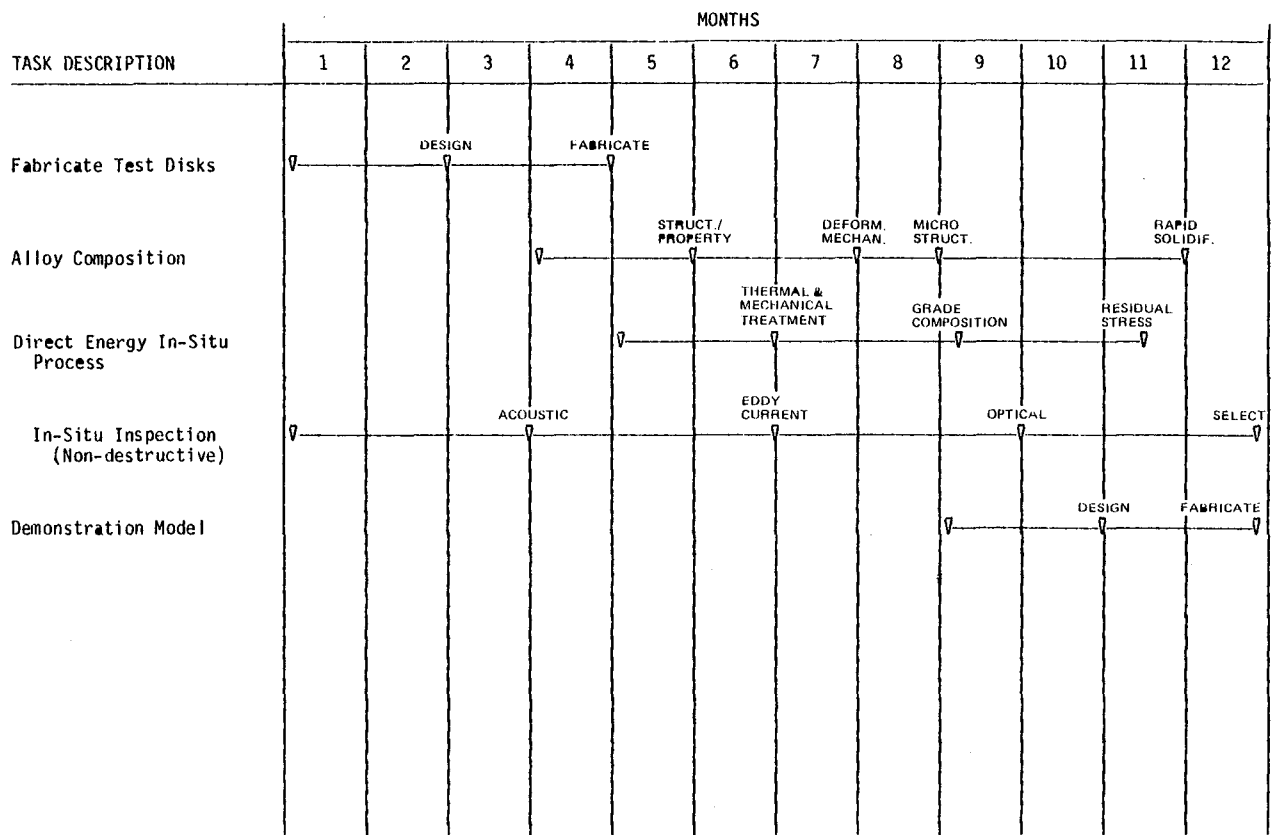 MONTHS
TASK DESCRIPTION 1 2 3 4 5 6 7 8 9 10 11 12
DESIGN FABRICATE
Fabricate Test Disks
STRUCT./ DEFORM. MICRO RAPID
PROPERTY MECHAN. STRUCT. SOLIDIF.
Alloy Composition
THERMAL &
MECHANICAL GRADE RESIDUAL
TREATMENT COMPOSITION STRESS
Direct Energy In-Situ
Process
EDDY
ACOUSTIC CURRENT OPTICAL SELECT
In-Situ Inspection
(Non-destructive)
DESIGN FABRICATE
Demonstration Model